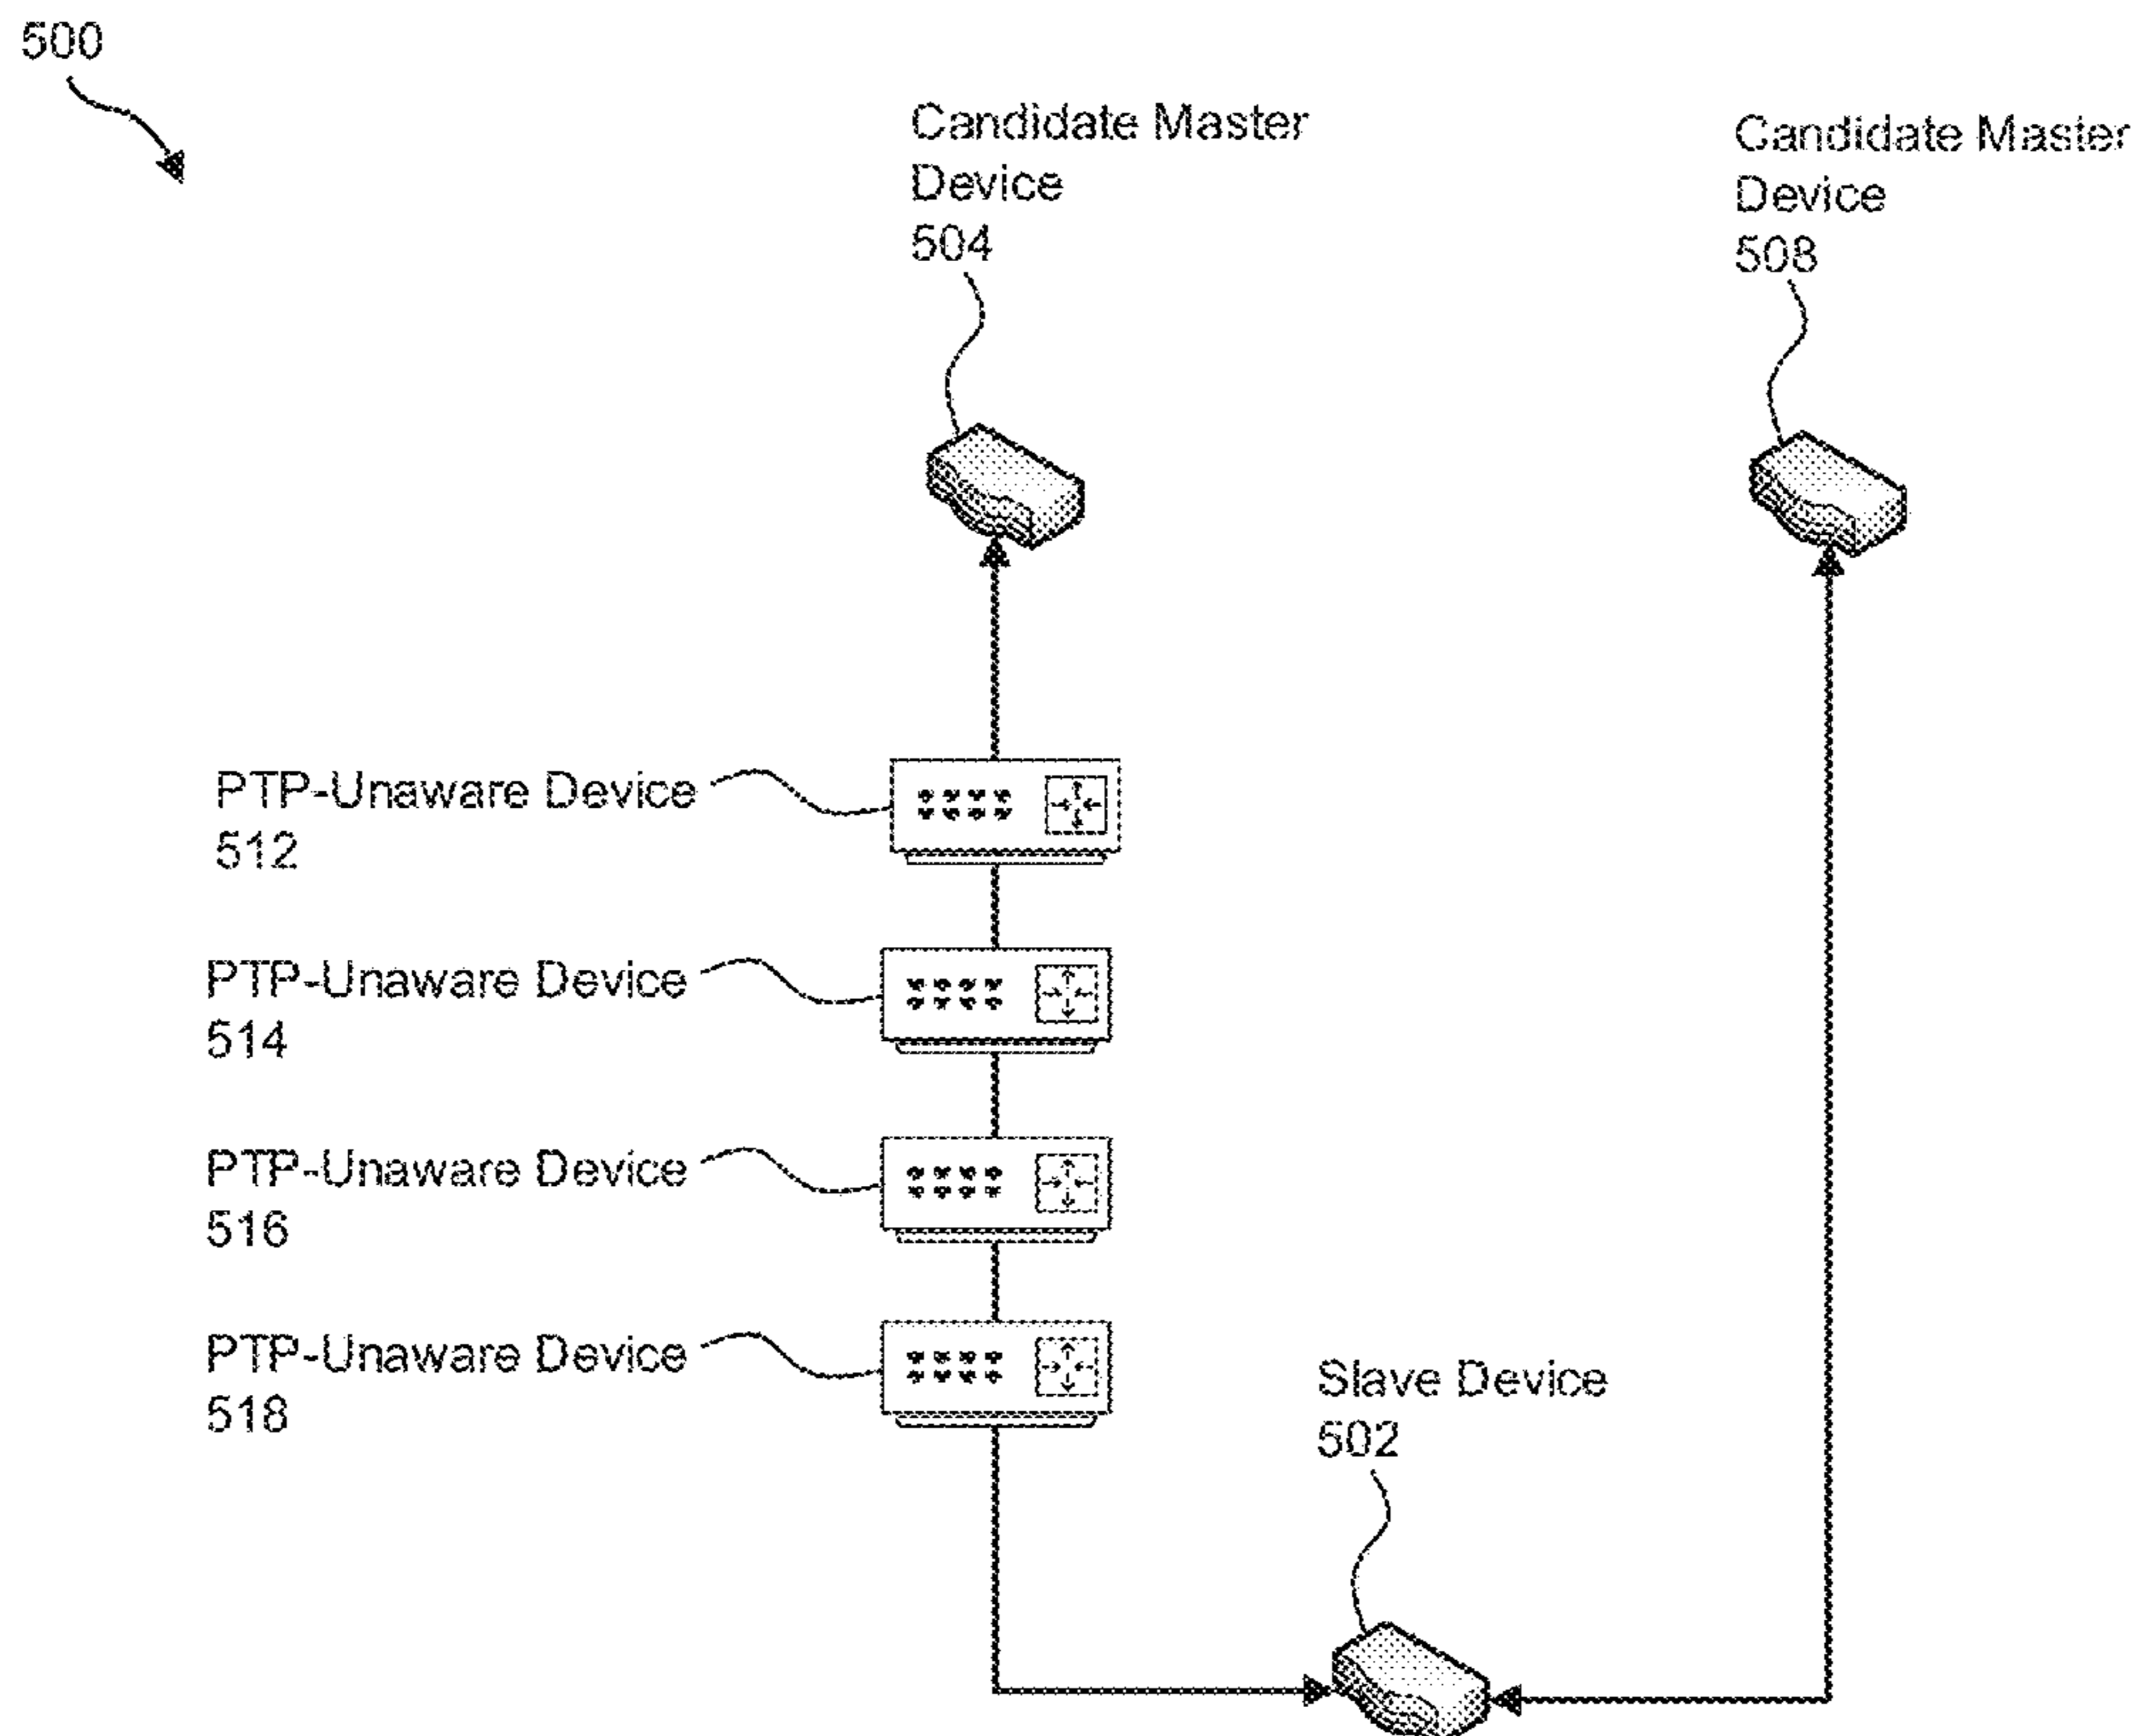 500
Candidate Master
Device
504
Candidate Master
Device
508
PTP-Unaware Device
512
PTP-Unaware Device
514
PTP-Unaware Device
516
PTP-Unaware Device
518
Slave Device
502